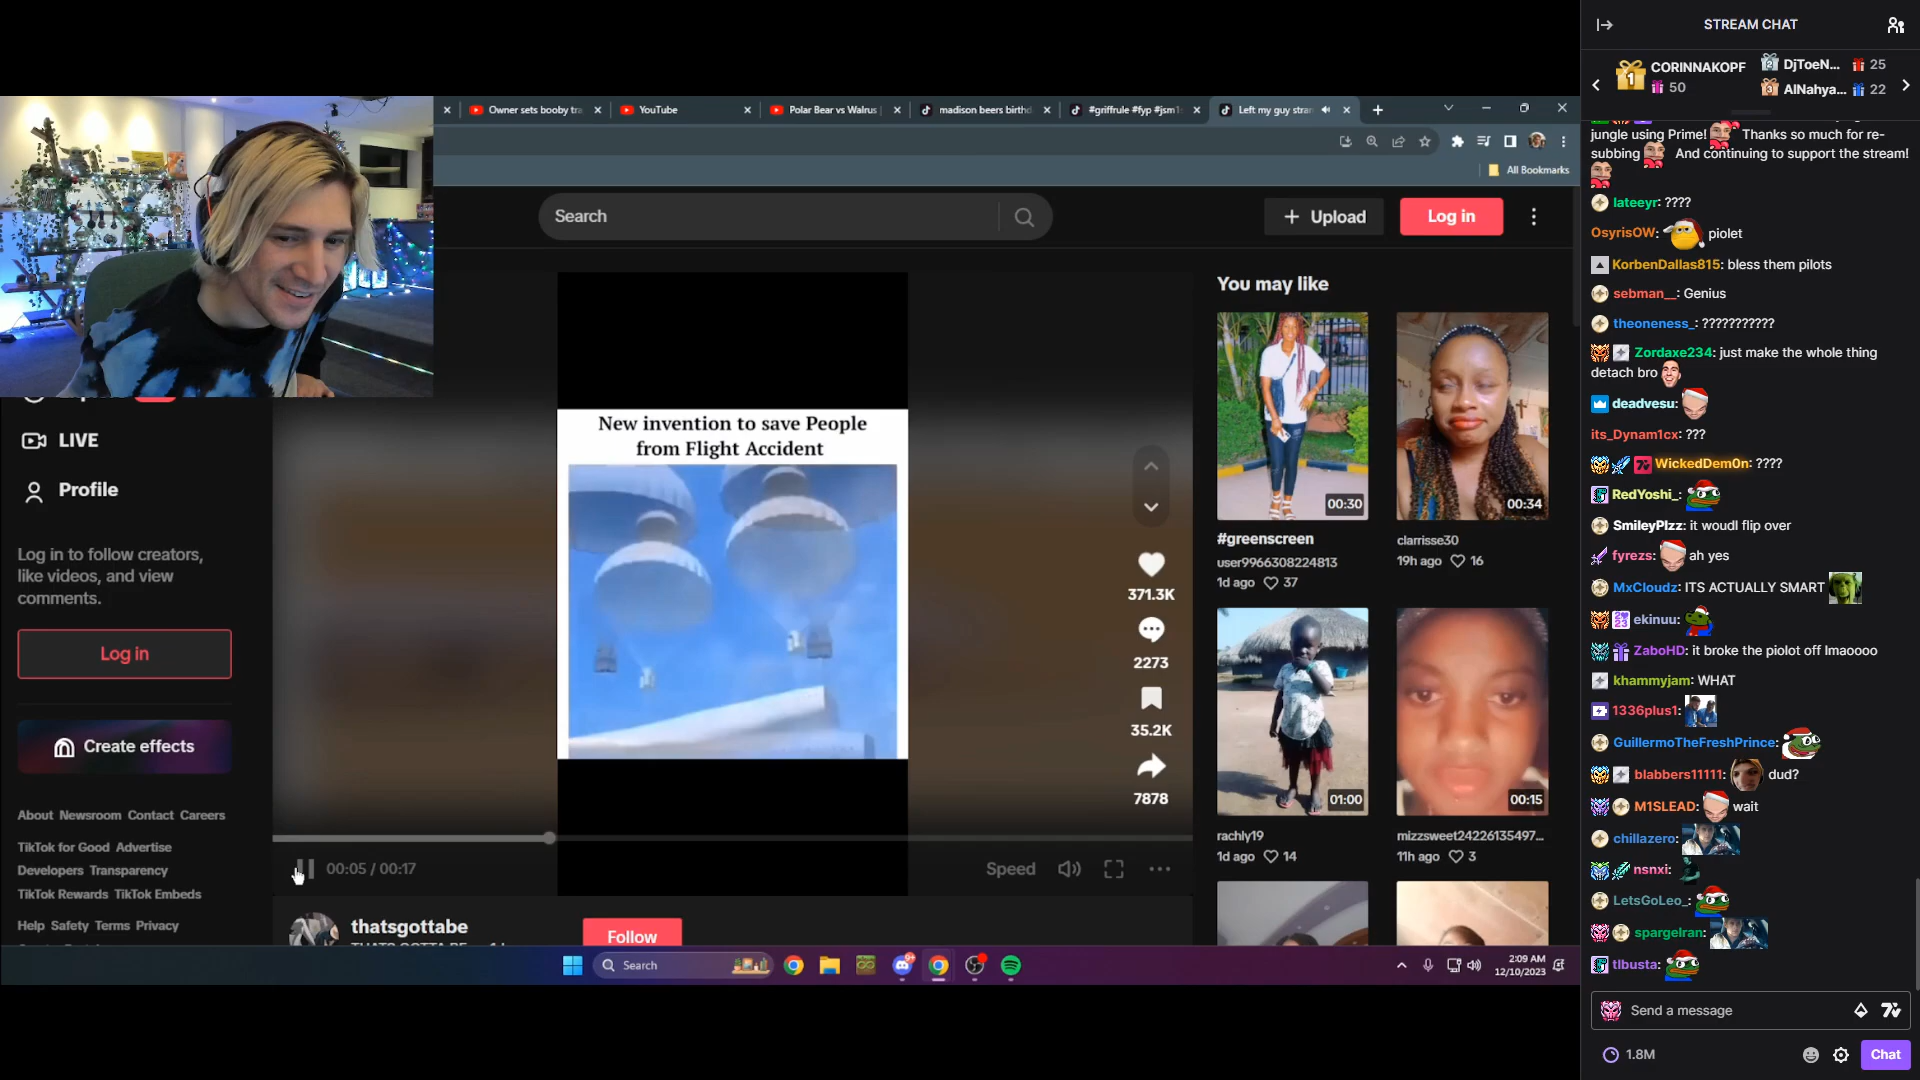 Owner sets booby tra
YouTube
Polar Bear vs Walrus
madison beers birthd
#griffrule #fyp #jsm1
Left my guy stran
All Bookmarks
Search
Upload
Log in
LIVE
Profile
Log in to follow creators,
like videos, and view
comments.
Log in
Create effects
About Newsroom Contact Careers
TikTok for Good Advertise
Developers Transparency
TikTok Rewards TikTok Embeds
Help Safety Terms Privacy
New invention to save People
from Flight Accident
371.3K
2273
35.2K
7878
00:05 / 00:17
Speed
thatsgottabe
Follow
You may like
00:30
#greenscreen
user9966308224813
1d ago 37
00:34
clarrisse30
19h ago 16
01:00
rachly19
1d ago 14
00:15
mizzsweet24226135497...
11h ago 3
Search
2:09 AM
12/10/2023
STREAM CHAT
1 CORINNAKOPF
50
2 DjToeN... 25
3 AlNahya... 22
jungle using Prime! Thanks so much for re-
subbing And continuing to support the stream!
lateeyr: ????
OsyrisOW: piolet
KorbenDallas815: bless them pilots
sebman__: Genius
theoneness_: ???????????
Zordaxe234: just make the whole thing
detach bro
deadvesu:
its_Dynam1cx: ???
WickedDem0n: ????
RedYoshi_:
SmileyPlzz: it woudl flip over
fyrezs: ah yes
MxCloudz: ITS ACTUALLY SMART
ekinuu:
ZaboHD: it broke the piolot off lmaoooo
khammyjam: WHAT
1336plus1:
GuillermoTheFreshPrince:
blabbers11111: dud?
M1SLEAD: wait
chillazero:
nsnxi:
LetsGoLeo_:
spargelran:
tlbusta:
Send a message
1.8M
Chat